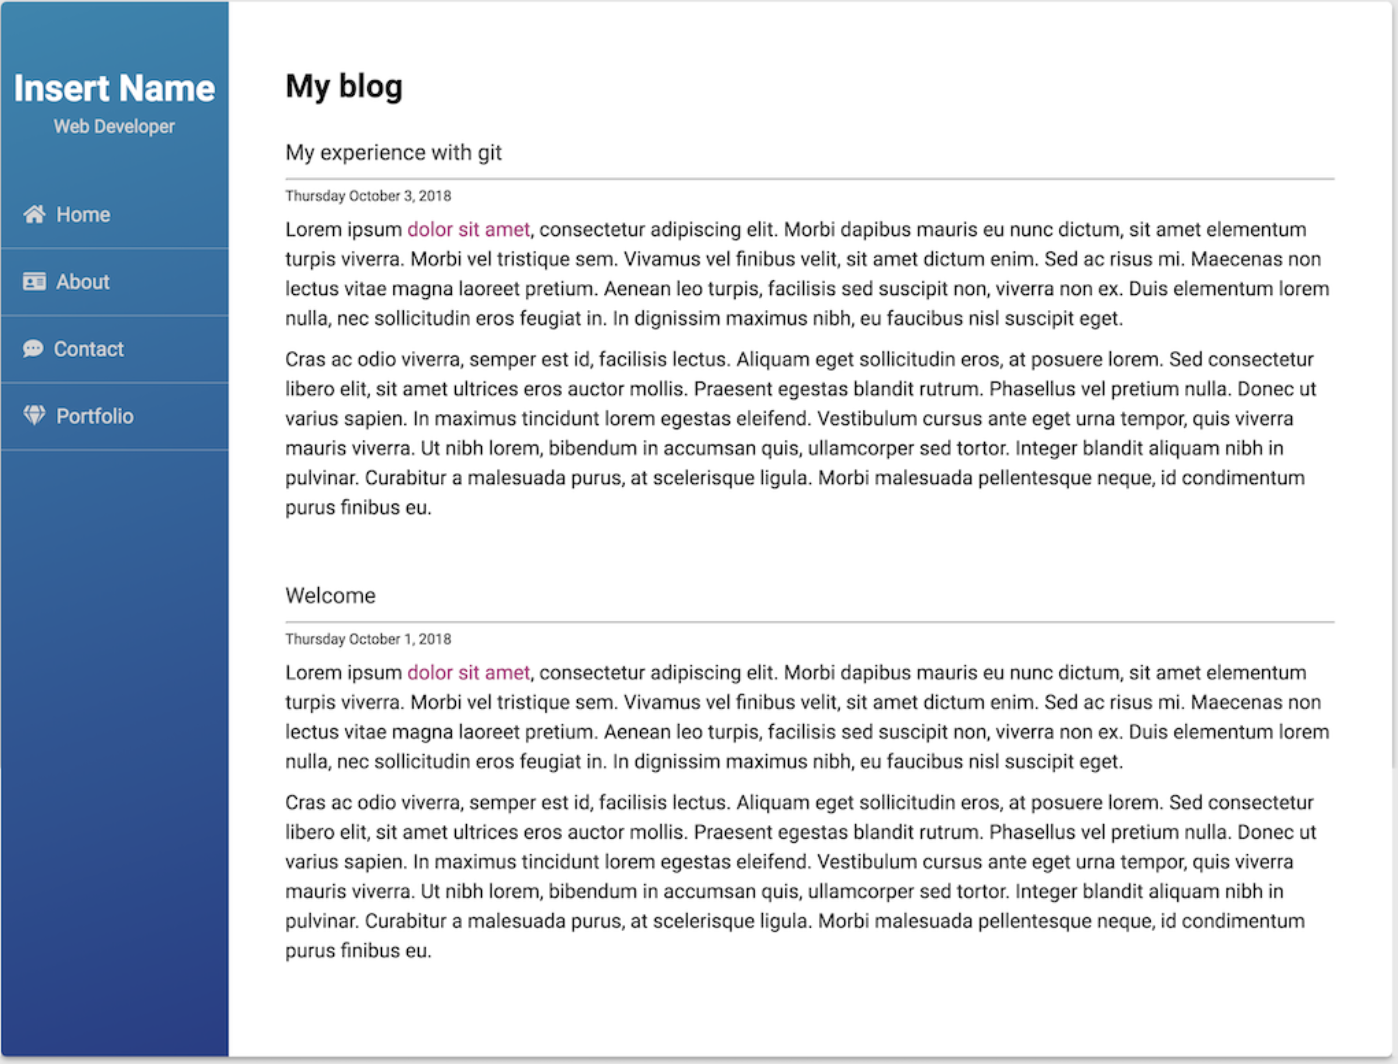 Insert Name
Web Developer
Home
About
Contact
Portfolio
My blog
My experience with git
Thursday October 3, 2018
Lorem ipsum dolor sit amet, consectetur adipiscing elit. Morbi dapibus mauris eu nunc dictum, sit amet elementum
turpis viverra. Morbi vel tristique sem. Vivamus vel finibus velit, sit amet dictum enim. Sed ac risus mi. Maecenas non
lectus vitae magna laoreet pretium. Aenean leo turpis, facilisis sed suscipit non, viverra non ex. Duis elementum lorem
nulla, nec sollicitudin eros feugiat in. In dignissim maximus nibh, eu faucibus nisl suscipit eget.
Cras ac odio viverra, semper est id, facilisis lectus. Aliquam eget sollicitudin eros, at posuere lorem. Sed consectetur
libero elit, sit amet ultrices eros auctor mollis. Praesent egestas blandit rutrum. Phasellus vel pretium nulla. Donec ut
varius sapien. In maximus tincidunt lorem egestas eleifend. Vestibulum cursus ante eget urna tempor, quis viverra
mauris viverra. Ut nibh lorem, bibendum in accumsan quis, ullamcorper sed tortor. Integer blandit aliquam nibh in
pulvinar. Curabitur a malesuada purus, at scelerisque ligula. Morbi malesuada pellentesque neque, id condimentum
purus finibus eu.
Welcome
Thursday October 1, 2018
Lorem ipsum dolor sit amet, consectetur adipiscing elit. Morbi dapibus mauris eu nunc dictum, sit amet elementum
turpis viverra. Morbi vel tristique sem. Vivamus vel finibus velit, sit amet dictum enim. Sed ac risus mi. Maecenas non
lectus vitae magna laoreet pretium. Aenean leo turpis, facilisis sed suscipit non, viverra non ex. Duis elementum lorem
nulla, nec sollicitudin eros feugiat in. In dignissim maximus nibh, eu faucibus nisl suscipit eget.
Cras ac odio viverra, semper est id, facilisis lectus. Aliquam eget sollicitudin eros, at posuere lorem. Sed consectetur
libero elit, sit amet ultrices eros auctor mollis. Praesent egestas blandit rutrum. Phasellus vel pretium nulla. Donec ut
varius sapien. In maximus tincidunt lorem egestas eleifend. Vestibulum cursus ante eget urna tempor, quis viverra
mauris viverra. Ut nibh lorem, bibendum in accumsan quis, ullamcorper sed tortor. Integer blandit aliquam nibh in
pulvinar. Curabitur a malesuada purus, at scelerisque ligula. Morbi malesuada pellentesque neque, id condimentum
purus finibus eu.